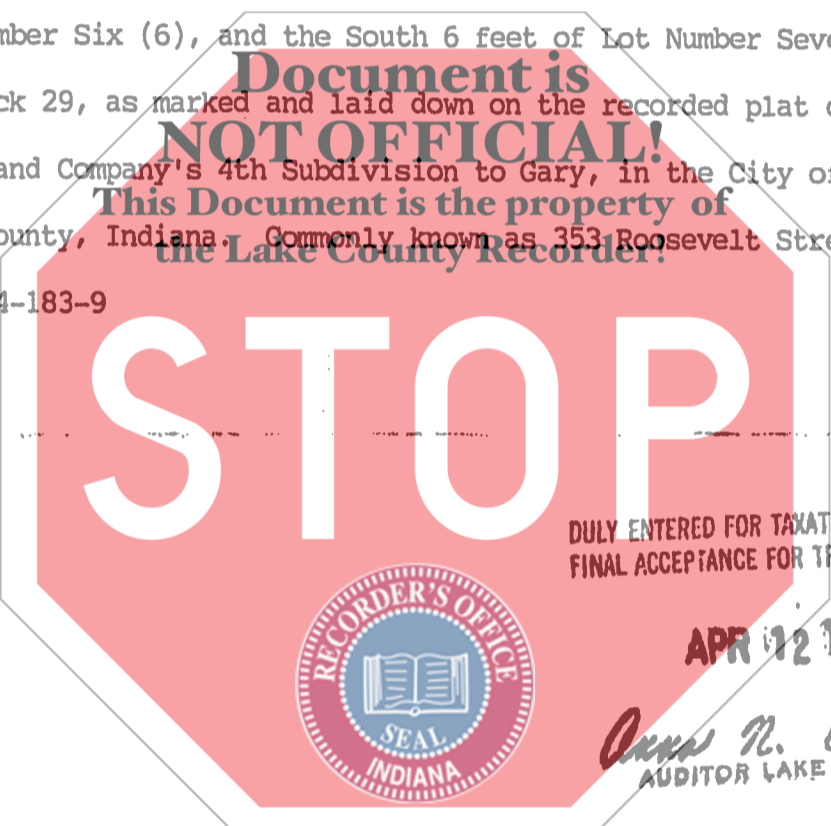 mber Six (6), and the South 6 feet of Lot Number Seve
Document is
ck 29, as marked and laid down on the recorded plat o
NOT OFFICIAL!
and Company's 4th Subdivision to Gary, in the City of
This Document is the property of
ounty, Indiana. Commonly known as 353 Roosevelt Stre
the Lake County Recorder!
4-183-9
STOP
DULY ENTERED FOR TAXAT
FINAL ACCEPTANCE FOR TR
APR 12 1
RECORDER'S OFFICE
SEAL
INDIANA
Anna N.
AUDITOR LAKE